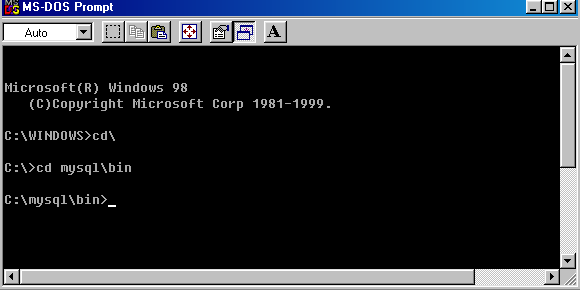 MS-DOS Prompt
Auto
A
Microsoft(R) Windows 98
(C)Copyright Microsoft Corp 1981-1999.
C:\WINDOWS>cd\
C:\>cd mysql\bin
C:\mysql\bin>_